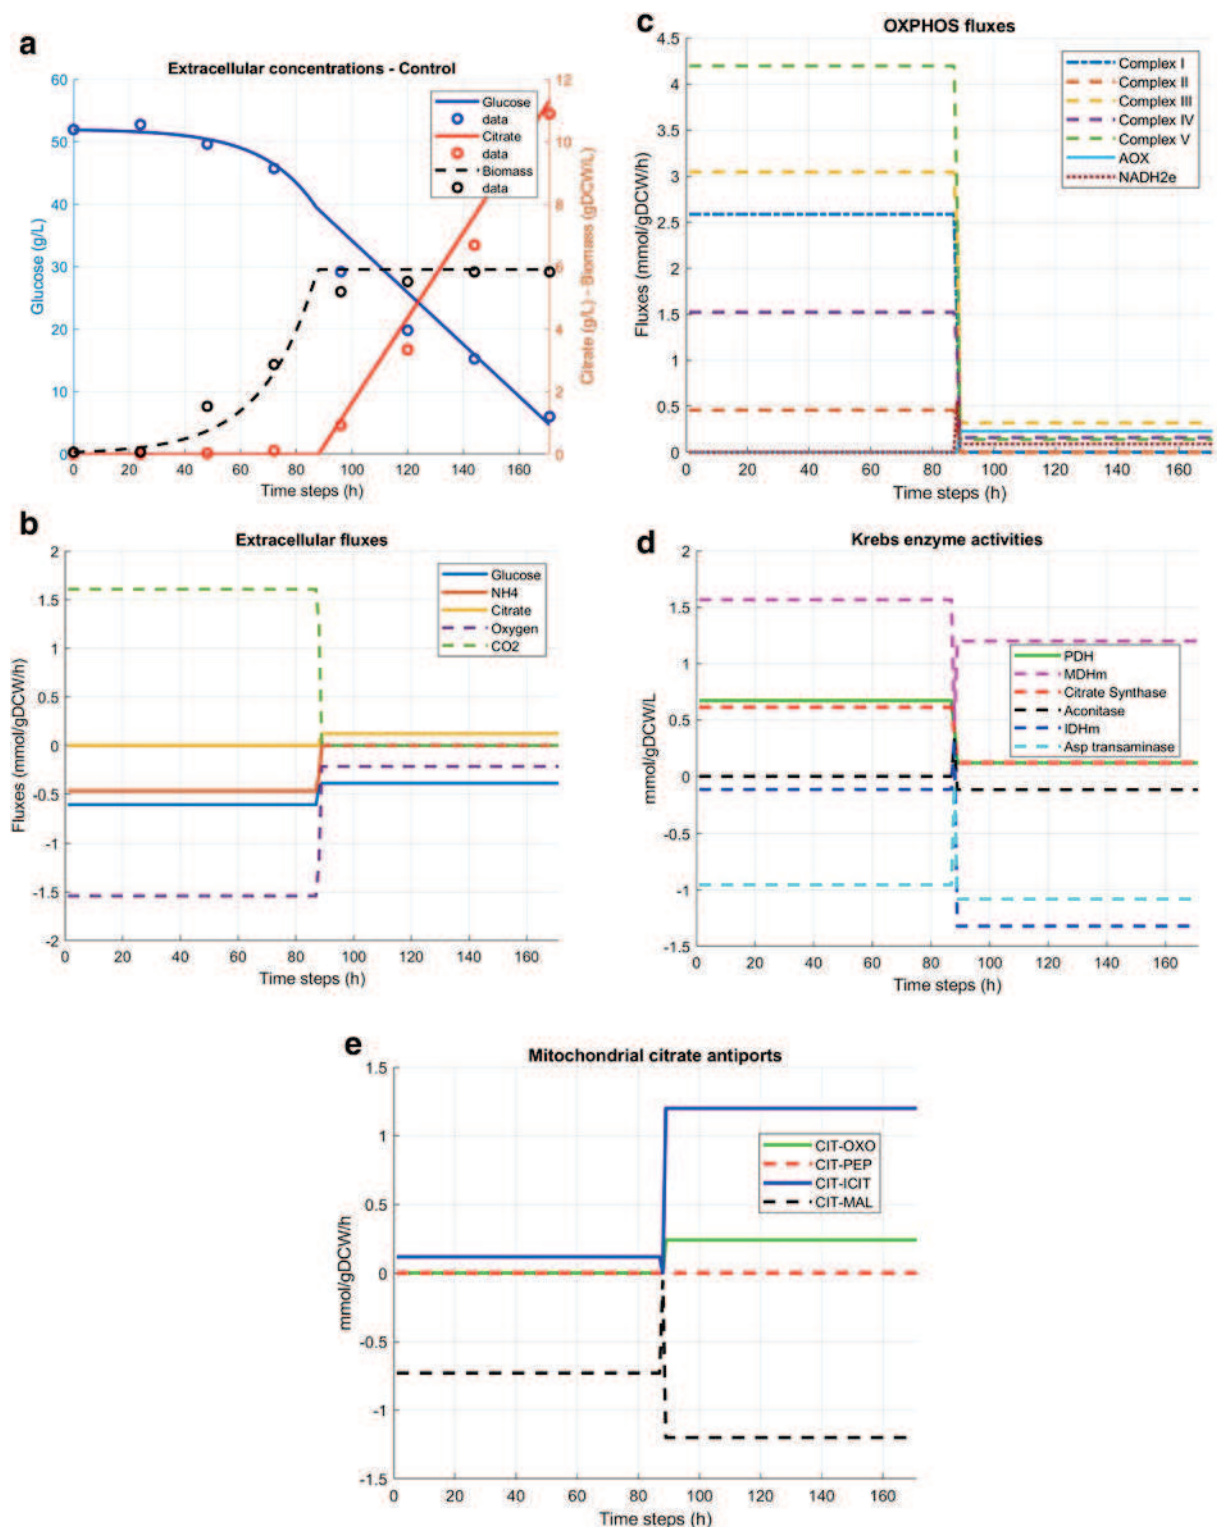 a
Extracellular concentrations - Control
60
50
40
30
20
10
0
Glucose (g/L)
12
10
8
6
4
2
0
Citrate (g/L) - Biomass (gDCW/L)
Glucose
data
Citrate
data
Biomass
data
0 20 40 60 80 100 120 140 160
Time steps (h)
c
OXPHOS fluxes
4.5
4
3.5
3
2.5
2
1.5
1
0.5
0
Fluxes (mmol/gDCW/h)
Complex I
Complex II
Complex III
Complex IV
Complex V
AOX
NADH2e
0 20 40 60 80 100 120 140 160
Time steps (h)
b
Extracellular fluxes
2
1.5
1
0.5
0
-0.5
-1
-1.5
-2
Fluxes (mmol/gDCW/h)
Glucose
NH4
Citrate
Oxygen
CO2
0 20 40 60 80 100 120 140 160
Time steps (h)
d
Krebs enzyme activities
2
1.5
1
0.5
0
-0.5
-1
-1.5
mmol/gDCW/L
PDH
MDHm
Citrate Synthase
Aconitase
IDHm
Asp transaminase
0 20 40 60 80 100 120 140 160
Time steps (h)
e
Mitochondrial citrate antiports
1.5
1
0.5
0
-0.5
-1
-1.5
mmol/gDCW/h
CIT-OXO
CIT-PEP
CIT-ICIT
CIT-MAL
0 20 40 60 80 100 120 140 160
Time steps (h)